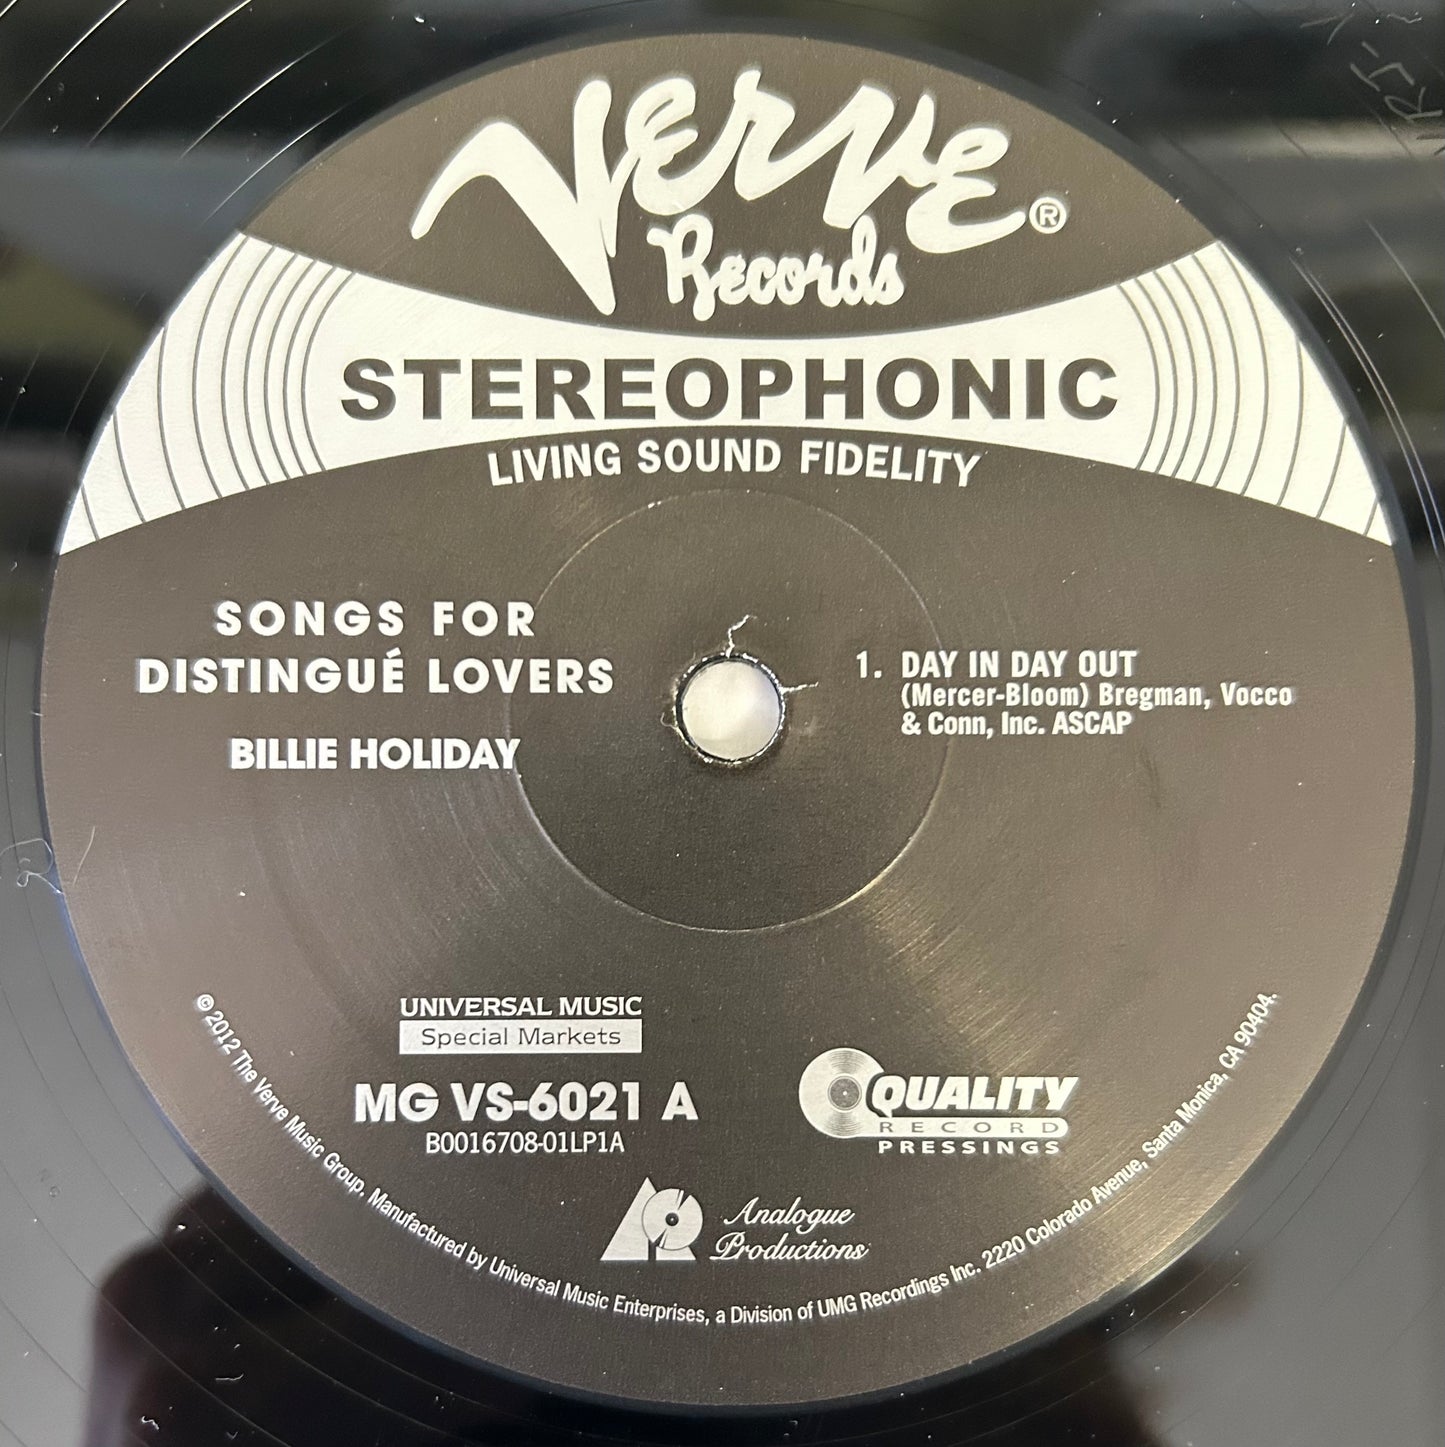 Verve®
Records
STEREOPHONIC
LIVING SOUND FIDELITY
SONGS FOR
DISTINGUÉ LOVERS
BILLIE HOLIDAY
1. DAY IN DAY OUT
(Mercer-Bloom) Bregman, Vocco
& Conn, Inc. ASCAP
UNIVERSAL MUSIC
Special Markets
MG VS-6021 A
B0016708-01LP1A
QUALITY
RECORD
PRESSINGS
Analogue
Productions
© 2012 The Verve Music Group. Manufactured by Universal Music Enterprises, a Division of UMG Recordings Inc. 2220 Colorado Avenue, Santa Monica, CA 90404.